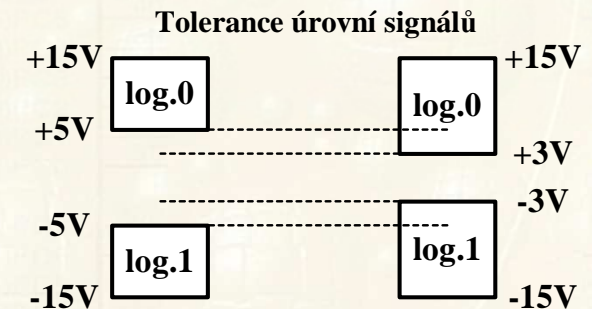 Tolerance úrovní signálů
+15V +15V
log.0 log.0
+5V
+3V
-3V
-5V
log.1 log.1
-15V -15V